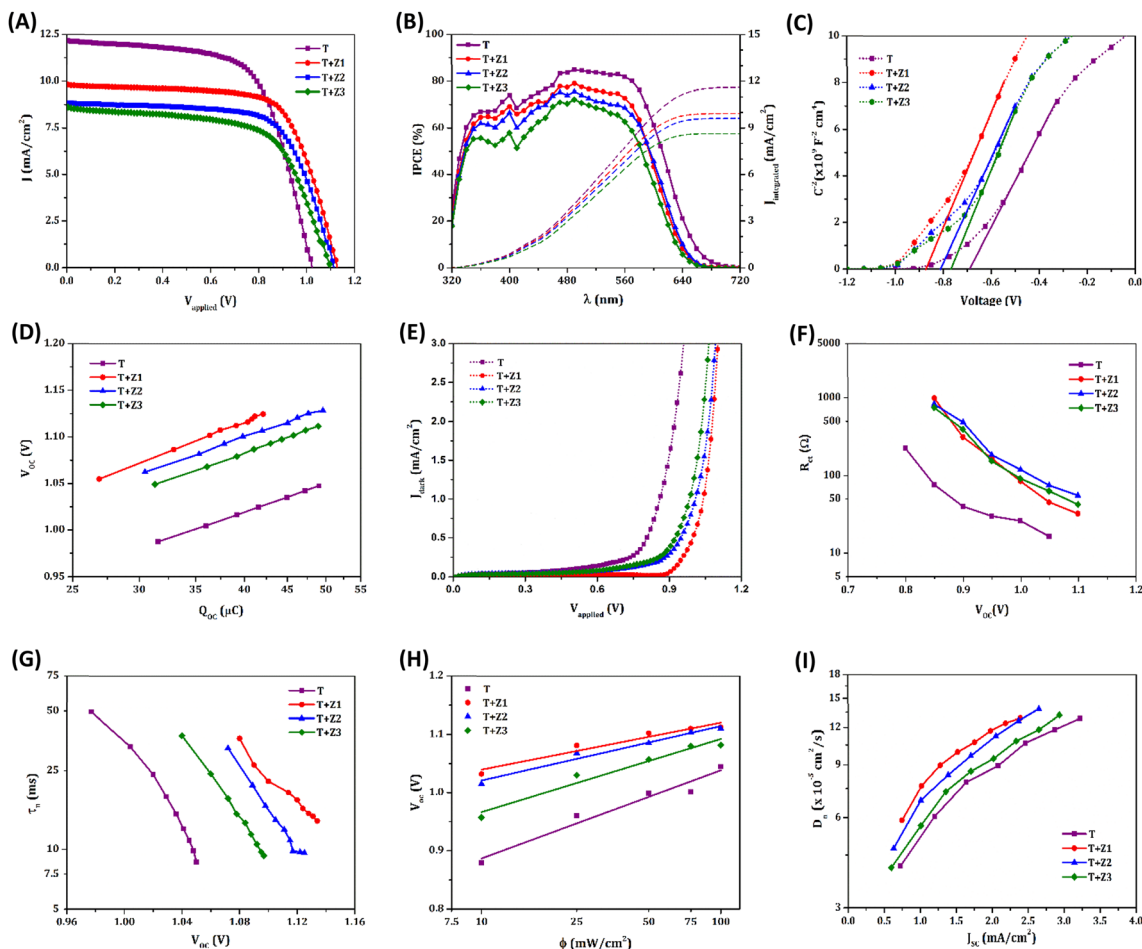 (A)
12.5
10.0
7.5
5.0
2.5
0.0
J (mA/cm²)
0.0 0.2 0.4 0.6 0.8 1.0 1.2
V_applied (V)
T
T+Z1
T+Z2
T+Z3
(B)
100
80
60
40
20
0
IPCE (%)
15
12
9
6
3
0
J_integrated (mA/cm²)
320 360 400 440 480 520 560 600 640 680 720
λ (nm)
T
T+Z1
T+Z2
T+Z3
(C)
10
8
6
4
2
0
C⁻² (x10⁹ F⁻² cm⁴)
-1.2 -1.0 -0.8 -0.6 -0.4 -0.2 0.0
Voltage (V)
T
T+Z1
T+Z2
T+Z3
(D)
1.20
1.15
1.10
1.05
1.00
0.95
V_OC (V)
25 30 35 40 45 50 55
Q_OC (μC)
T
T+Z1
T+Z2
T+Z3
(E)
3.0
2.5
2.0
1.5
1.0
0.5
0.0
J_dark (mA/cm²)
0.0 0.3 0.6 0.9 1.2
V_applied (V)
T
T+Z1
T+Z2
T+Z3
(F)
5000
1000
500
100
50
10
5
R_ct (Ω)
0.7 0.8 0.9 1.0 1.1 1.2
V_OC (V)
T
T+Z1
T+Z2
T+Z3
(G)
75
50
25
10
7.5
5
τ_n (ms)
0.96 1.00 1.04 1.08 1.12 1.16
V_OC (V)
T
T+Z1
T+Z2
T+Z3
(H)
1.2
1.1
1.0
0.9
0.8
V_oc (V)
7.5 10 25 50 75 100
ϕ (mW/cm²)
T
T+Z1
T+Z2
T+Z3
(I)
18
15
12
9
6
3
D_n (x 10⁻⁵ cm²/s)
0.0 0.5 1.0 1.5 2.0 2.5 3.0 3.5 4.0
J_SC (mA/cm²)
T
T+Z1
T+Z2
T+Z3